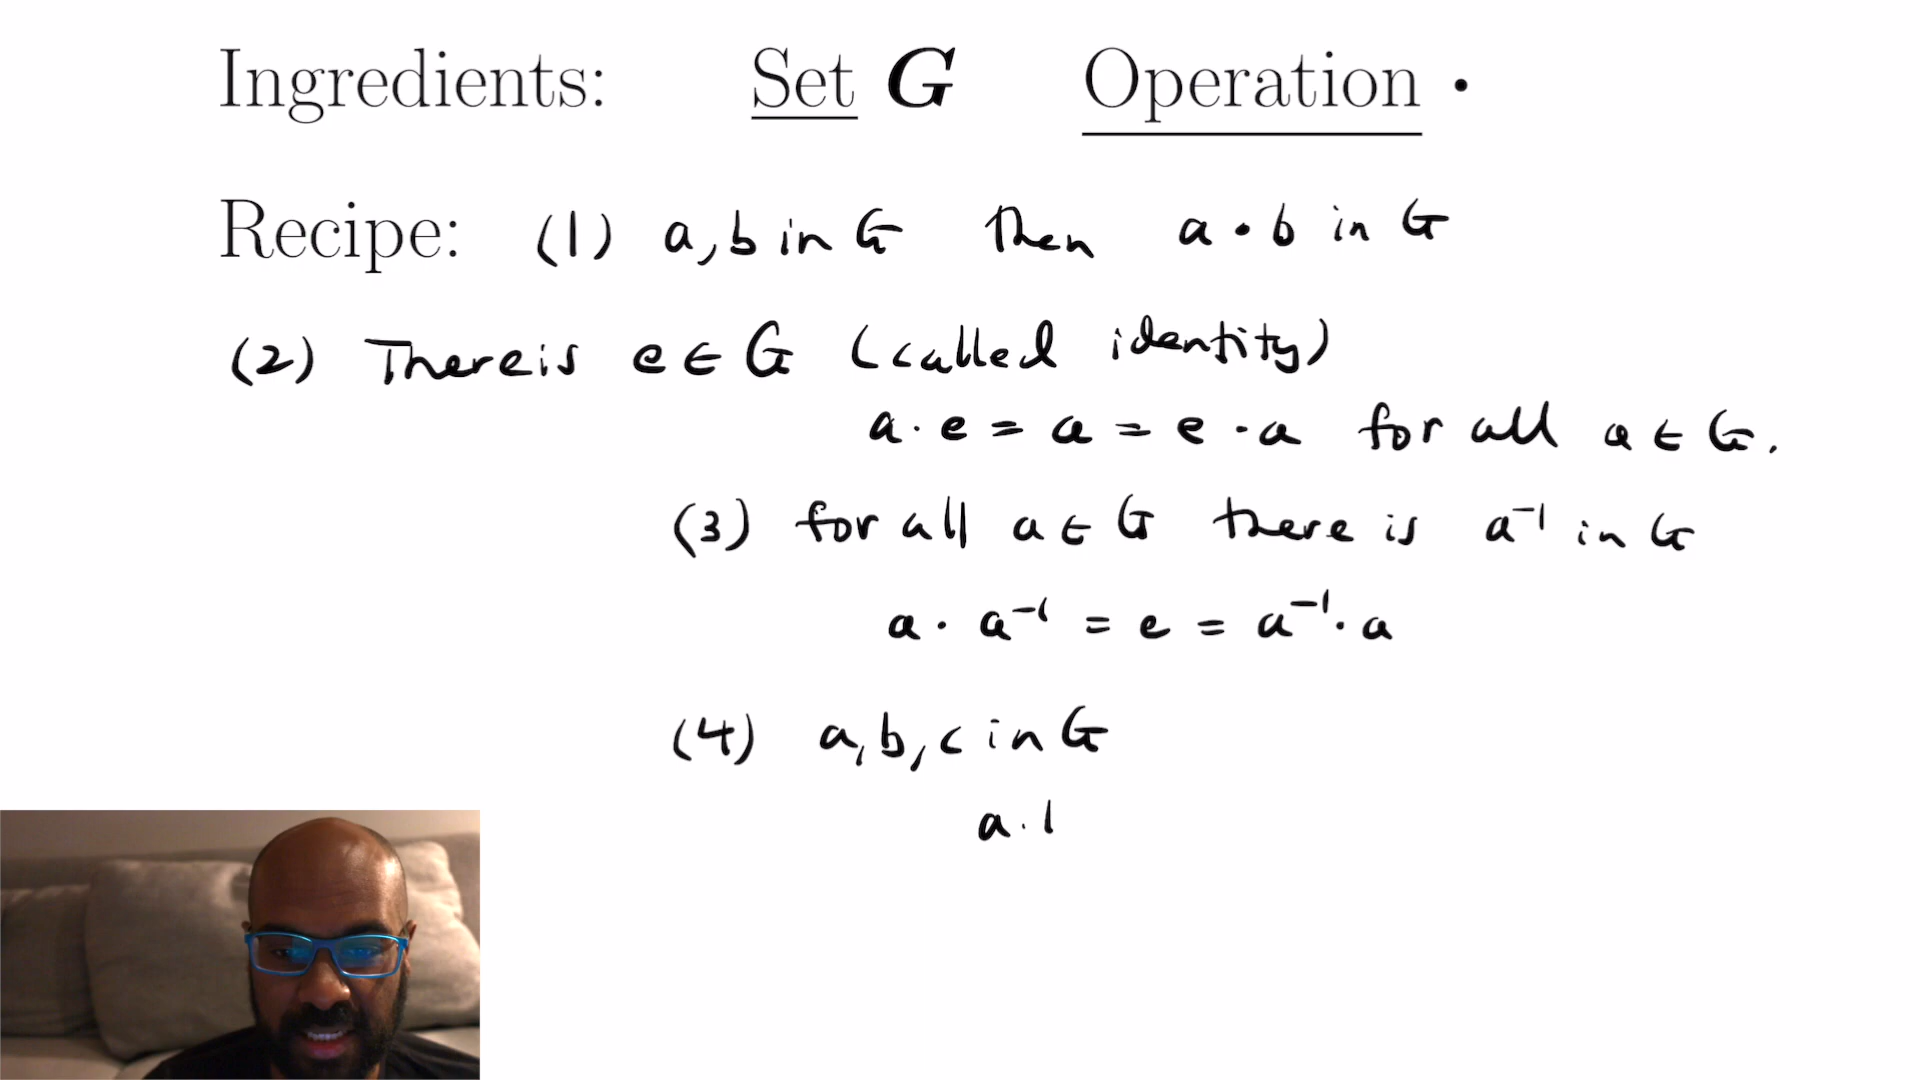 Ingredients: Set G Operation ·
Recipe: (1) a, b in G then a · b in G
(2) There is e ∈ G (called identity)
a · e = a = e · a for all a ∈ G.
(3) for all a ∈ G there is a⁻¹ in G
a · a⁻¹ = e = a⁻¹ · a
(4) a, b, c in G
a · l